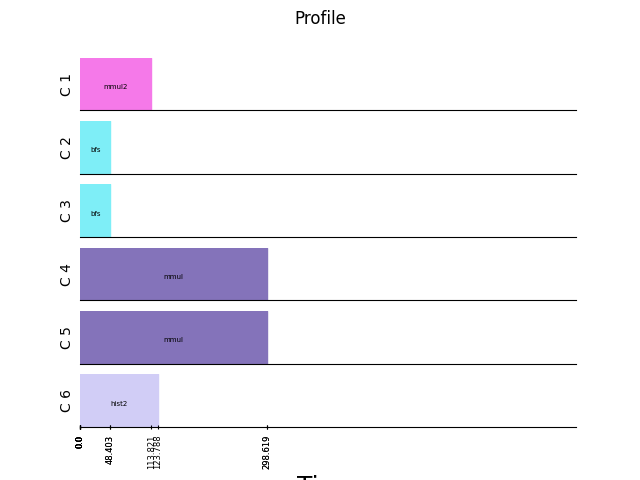 Profile
C 1
mmul2
C 2
bfs
C 3
bfs
C 4
mmul
C 5
mmul
C 6
hist2
0.0
48.403
113.821
123.788
298.619